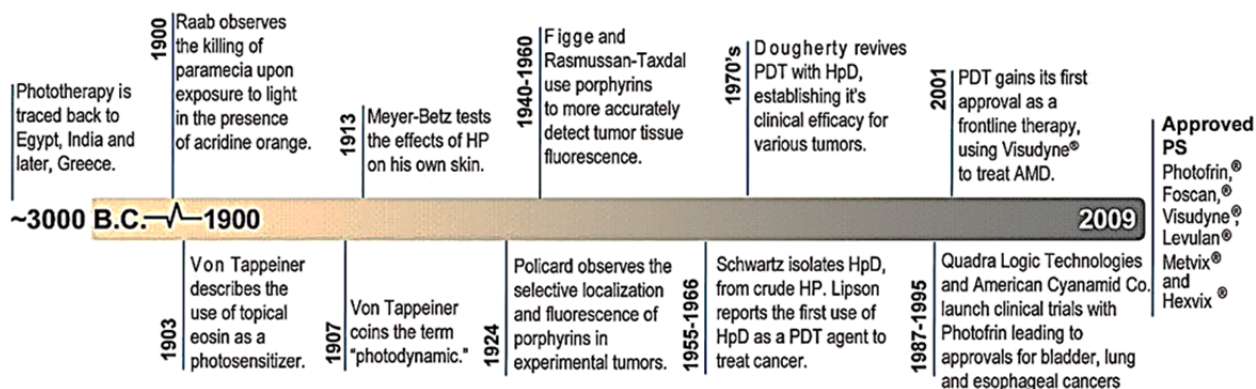 Phototherapy is
traced back to
Egypt, India and
later, Greece.
1900
Raab observes
the killing of
paramecia upon
exposure to light
in the presence
of acridine orange.
1913
Meyer-Betz tests
the effects of HP
on his own skin.
1940-1960
Figge and
Rasmussan-Taxdal
use porphyrins
to more accurately
detect tumor tissue
fluorescence.
1970's
Dougherty revives
PDT with HpD,
establishing it's
clinical efficacy for
various tumors.
2001
PDT gains its first
approval as a
frontline therapy,
using Visudyne®
to treat AMD.
Approved
PS
Photofrin,®
Foscan,®
Visudyne®,
Levulan®
Metvix®
and
Hexvix ®
~3000 B.C. 1900 2009
1903
Von Tappeiner
describes the
use of topical
eosin as a
photosensitizer.
1907
Von Tappeiner
coins the term
"photodynamic."
1924
Policard observes the
selective localization
and fluorescence of
porphyrins in
experimental tumors.
1955-1966
Schwartz isolates HpD,
from crude HP. Lipson
reports the first use of
HpD as a PDT agent to
treat cancer.
1987-1995
Quadra Logic Technologies
and American Cyanamid Co.
launch clinical trials with
Photofrin leading to
approvals for bladder, lung
and esophageal cancers